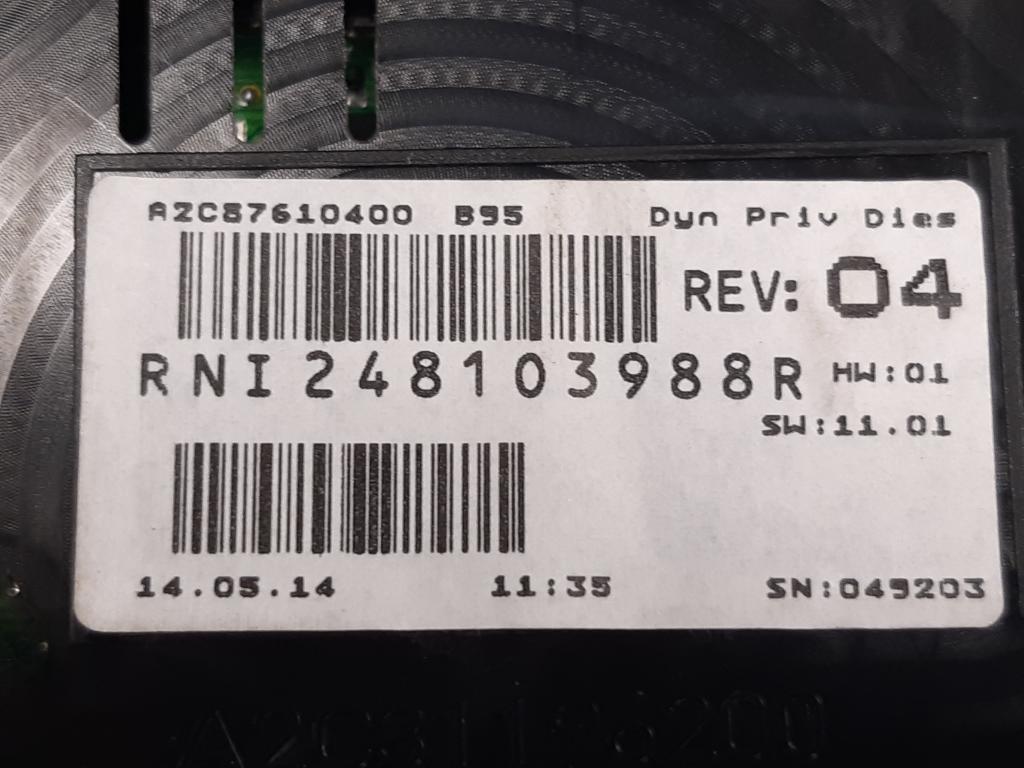 A2C87610400 B95 Dyn Priv Dies
REV: 04
RNI 248103988R HW:01
SW:11.01
14.05.14 11:35 SN:049203